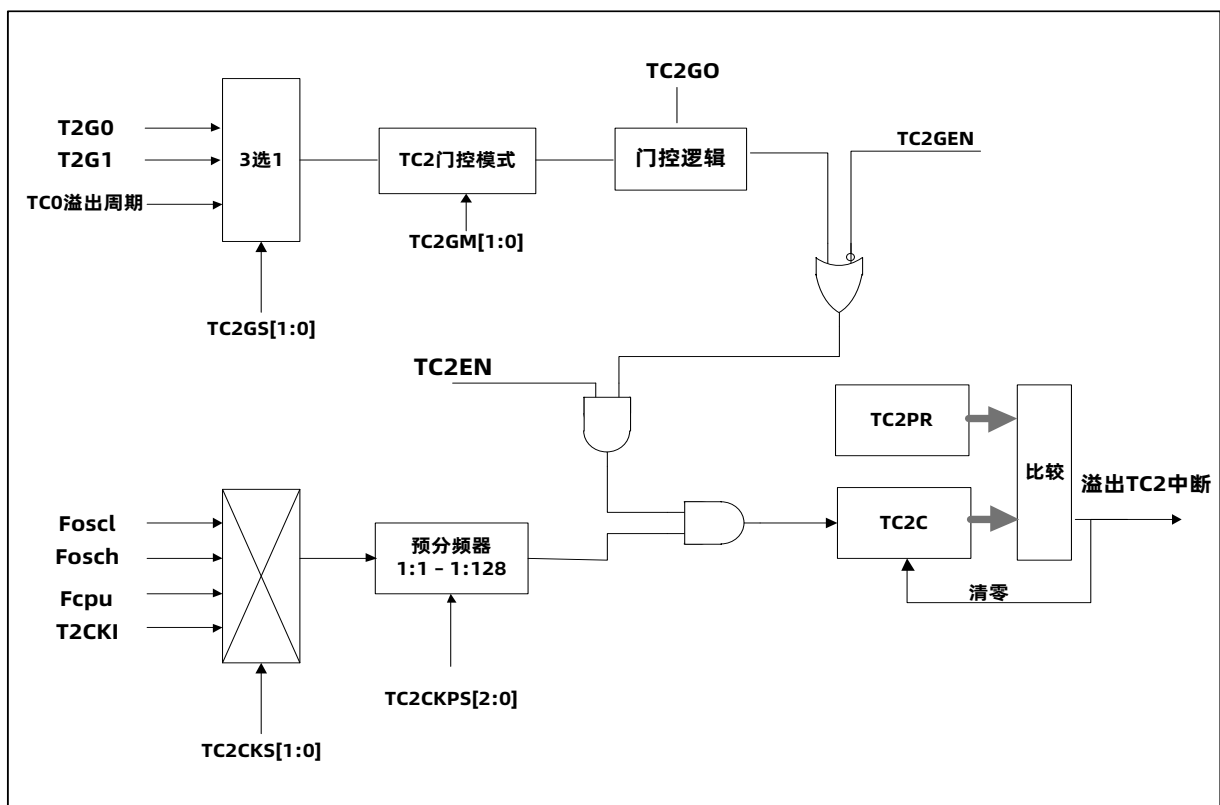 TC2GO
T2G0
T2G1
TC0溢出周期
3选1
TC2门控模式
门控逻辑
TC2GEN
TC2GM[1:0]
TC2GS[1:0]
TC2EN
TC2PR
比较
溢出TC2中断
TC2C
清零
Foscl
Fosch
Fcpu
T2CKI
预分频器
1:1 – 1:128
TC2CKPS[2:0]
TC2CKS[1:0]